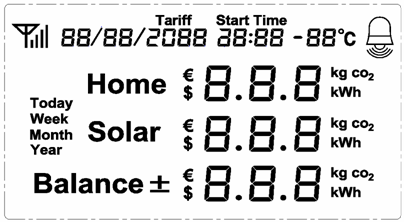 Tariff Start Time
88/88/2088 28:88 -88°C
Home € $ 8.8.8 kg co₂ kWh
Today
Week
Month
Year
Solar € $ 8.8.8 kg co₂ kWh
Balance ± € $ 8.8.8 kg co₂ kWh